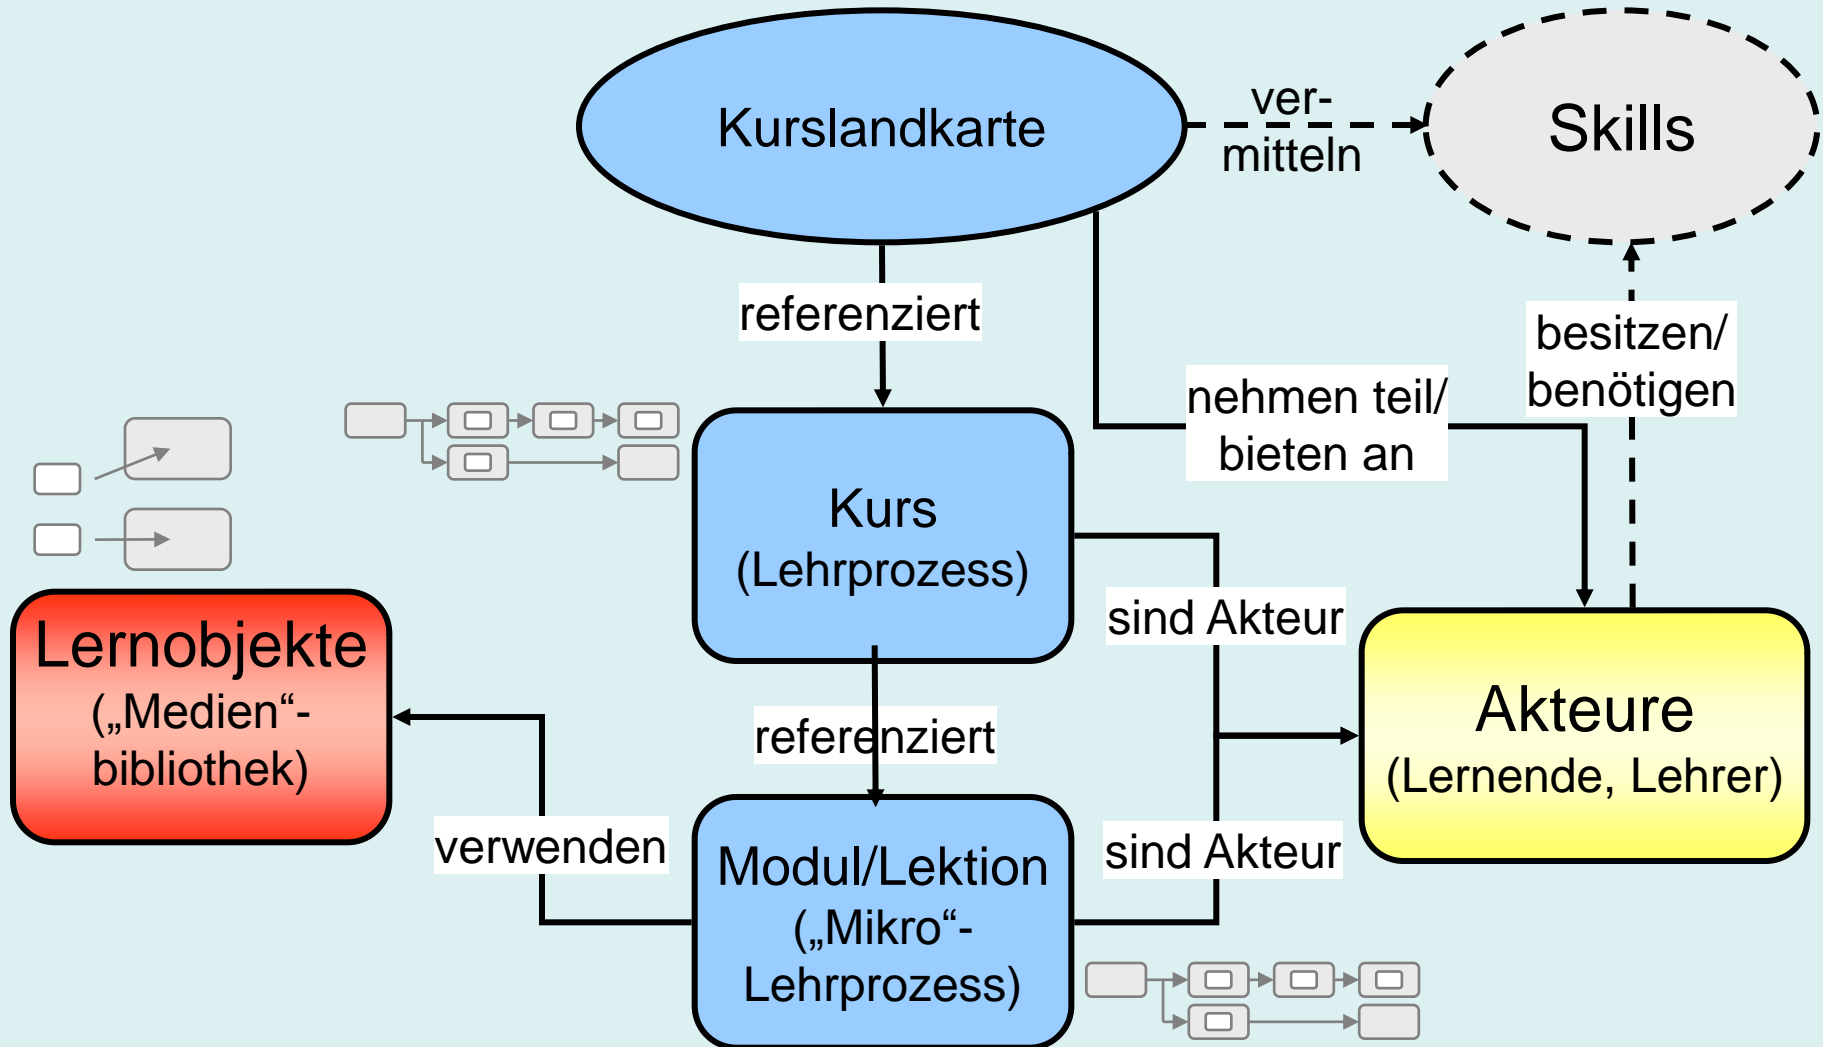 Kurslandkarte
ver-
mitteln
Skills
referenziert
besitzen/
benötigen
nehmen teil/
bieten an
Kurs
(Lehrprozess)
sind Akteur
Lernobjekte
(„Medien“-
bibliothek)
referenziert
Akteure
(Lernende, Lehrer)
verwenden
sind Akteur
Modul/Lektion
(„Mikro“-
Lehrprozess)